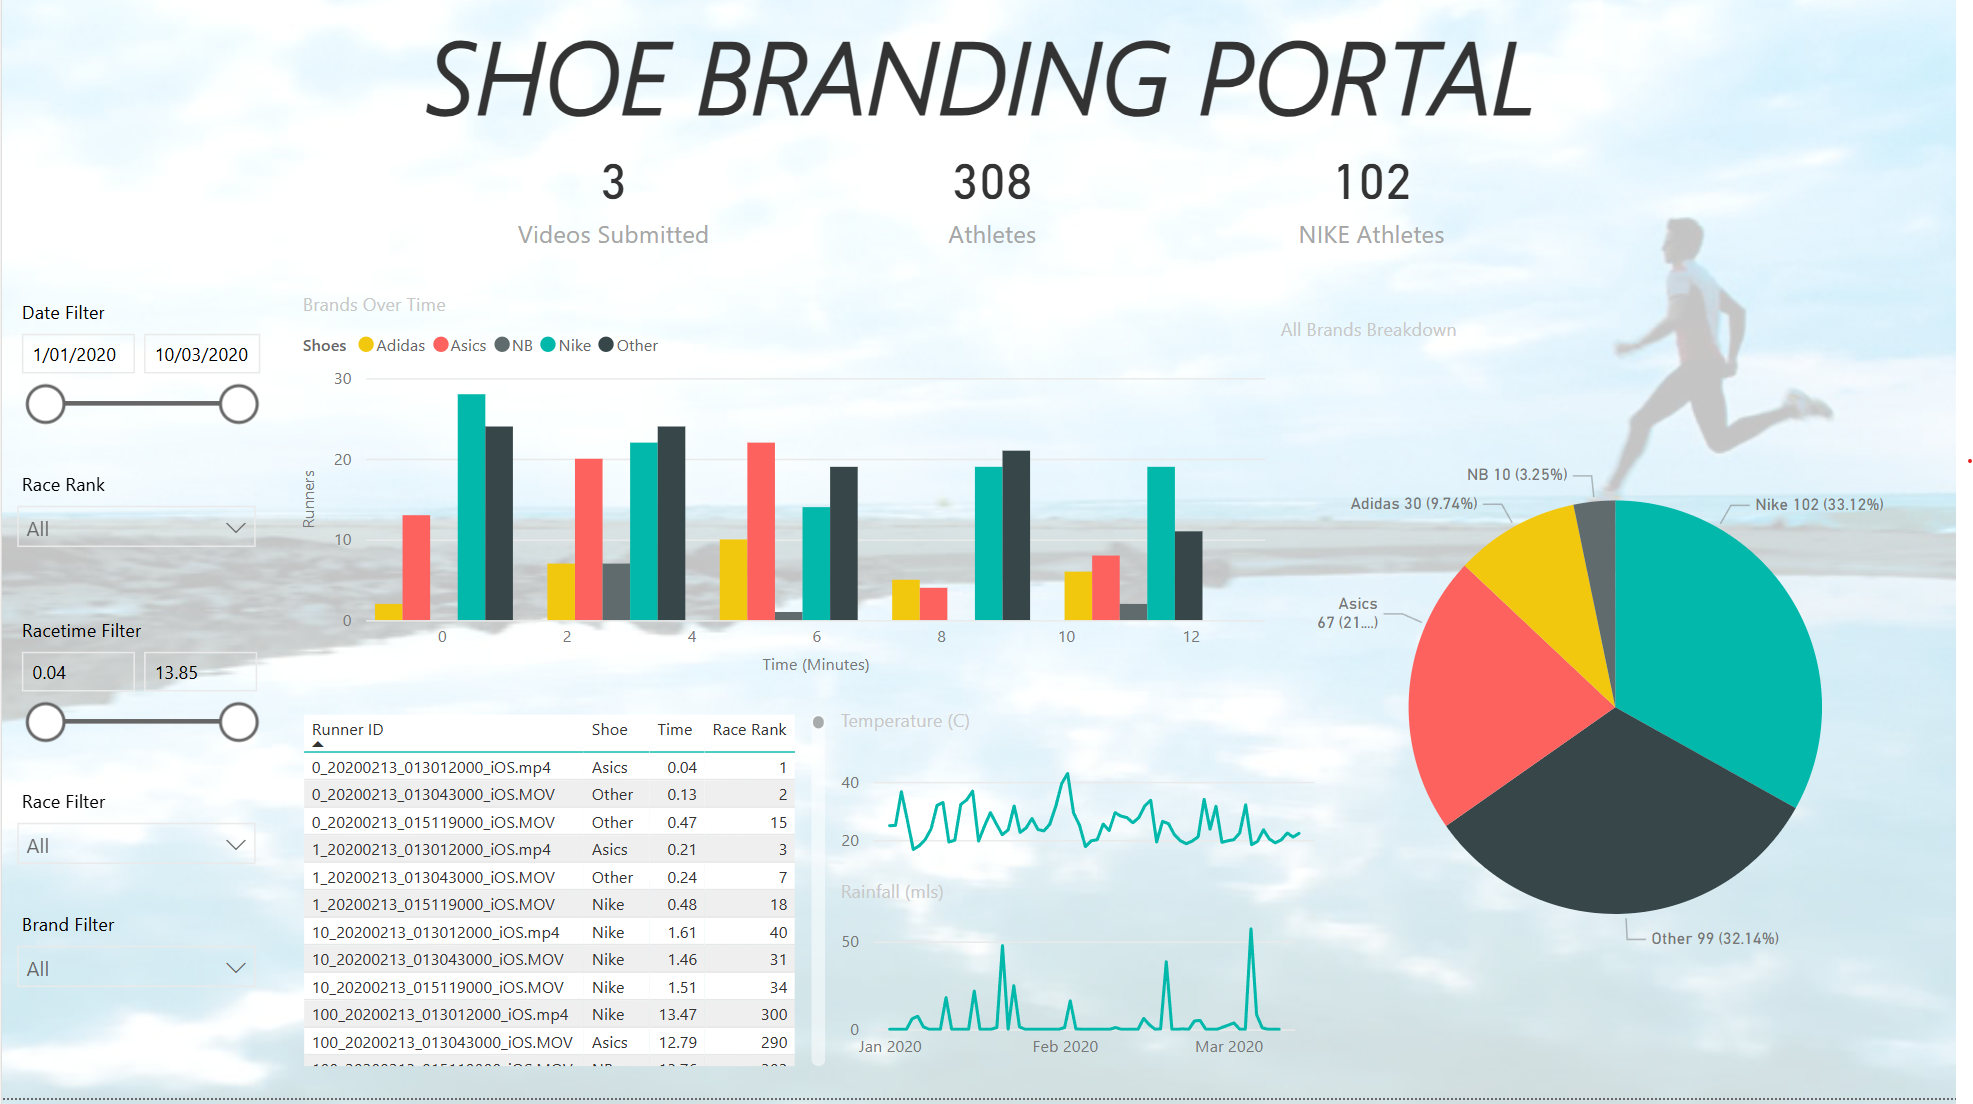 SHOE BRANDING PORTAL
3
Videos Submitted
308
Athletes
102
NIKE Athletes
Date Filter
1/01/2020 10/03/2020
Race Rank
All
Racetime Filter
0.04 13.85
Race Filter
All
Brand Filter
All
Brands Over Time
Shoes Adidas Asics NB Nike Other
Runners
30
20
10
0
0 2 4 6 8 10 12
Time (Minutes)
All Brands Breakdown
NB 10 (3.25%)
Adidas 30 (9.74%)
Nike 102 (33.12%)
Asics
67 (21....)
Other 99 (32.14%)
Runner ID Shoe Time Race Rank
0_20200213_013012000_iOS.mp4 Asics 0.04 1
0_20200213_013043000_iOS.MOV Other 0.13 2
0_20200213_015119000_iOS.MOV Other 0.47 15
1_20200213_013012000_iOS.mp4 Asics 0.21 3
1_20200213_013043000_iOS.MOV Other 0.24 7
1_20200213_015119000_iOS.MOV Nike 0.48 18
10_20200213_013012000_iOS.mp4 Nike 1.61 40
10_20200213_013043000_iOS.MOV Nike 1.46 31
10_20200213_015119000_iOS.MOV Nike 1.51 34
100_20200213_013012000_iOS.mp4 Nike 13.47 300
100_20200213_013043000_iOS.MOV Asics 12.79 290
Temperature (C)
40
20
Rainfall (mls)
50
0
Jan 2020 Feb 2020 Mar 2020